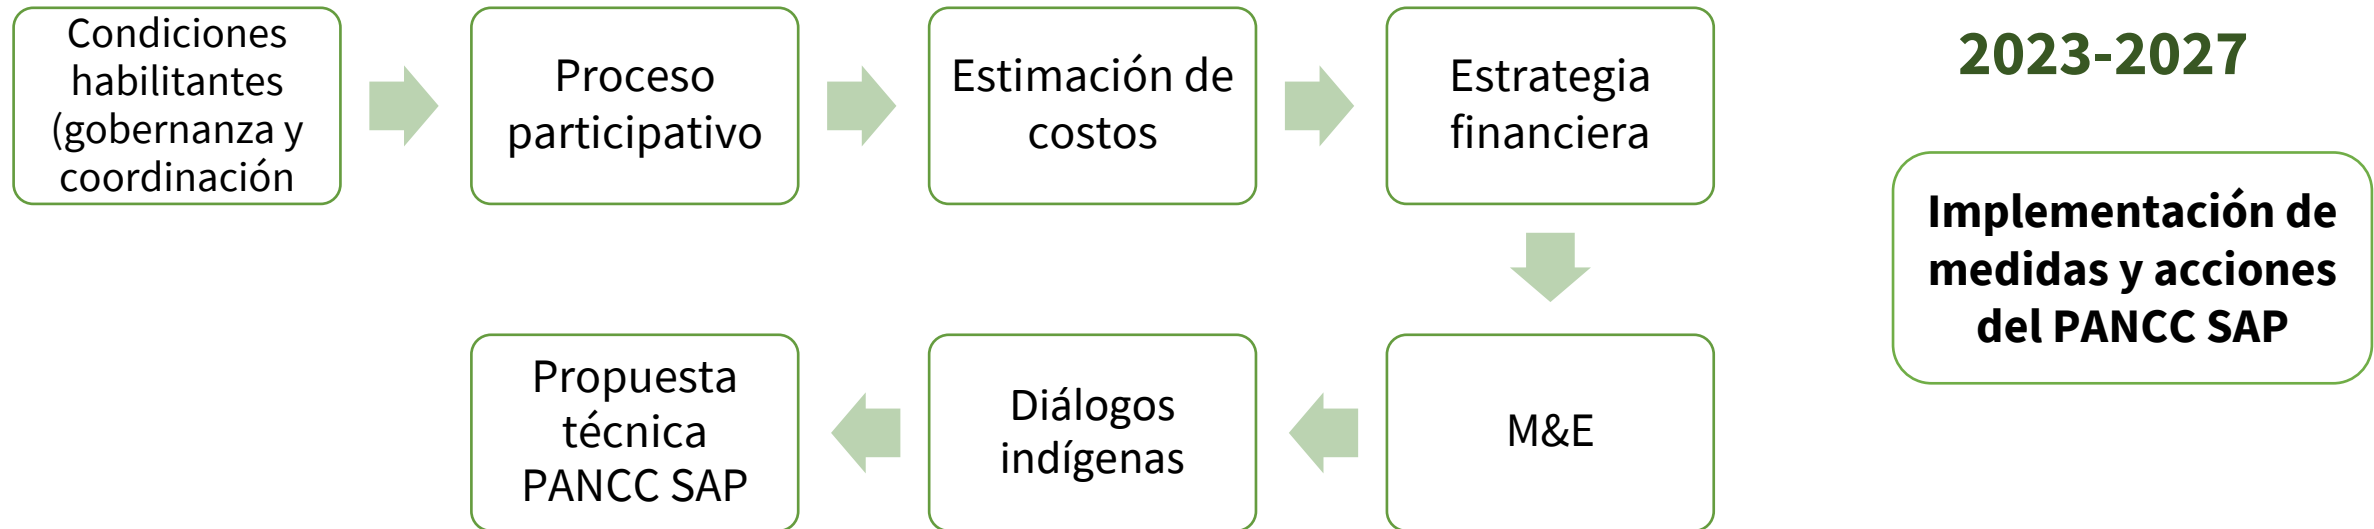 Condiciones
habilitantes
(gobernanza y
coordinación
Proceso
participativo
Estimación de
costos
Estrategia
financiera
M&E
Diálogos
indígenas
Propuesta
técnica
PANCC SAP
2023-2027
Implementación de
medidas y acciones
del PANCC SAP